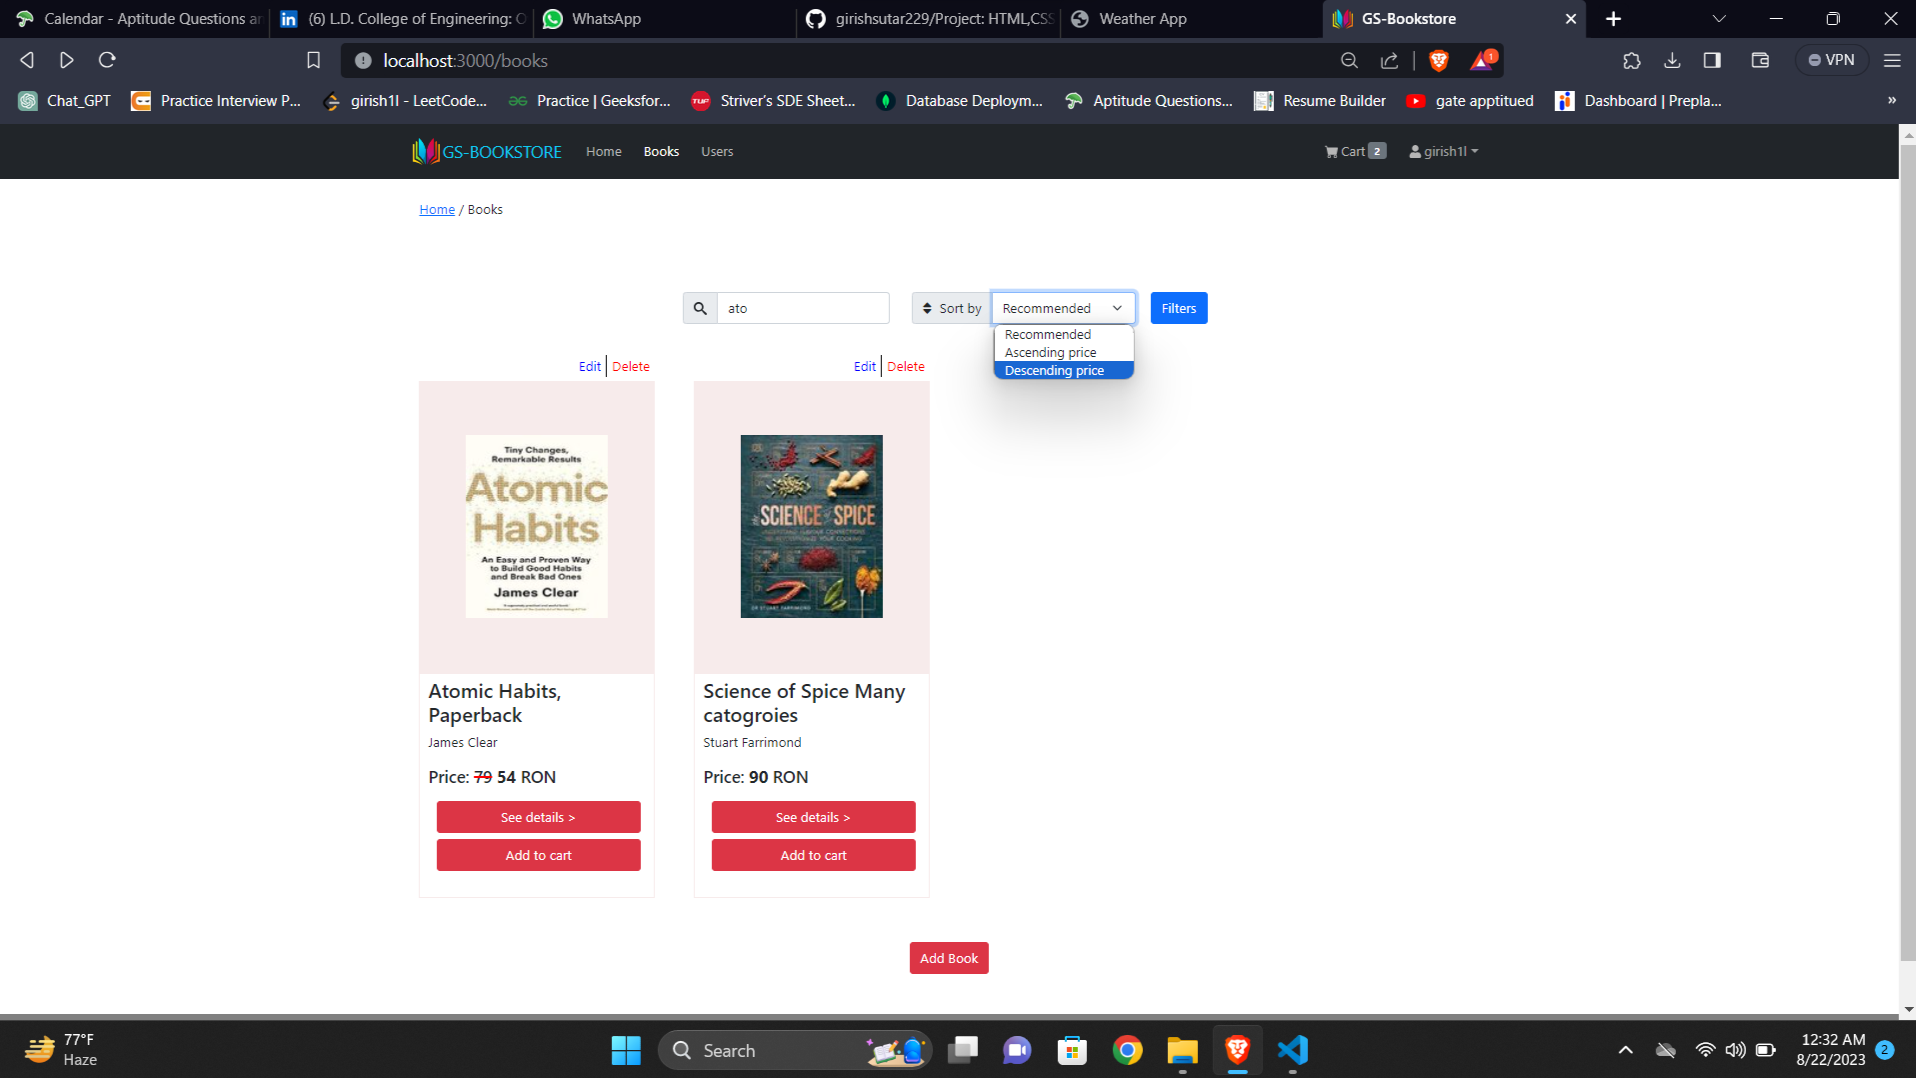 Calendar - Aptitude Questions ar
(6) L.D. College of Engineering: O
WhatsApp
girishsutar229/Project: HTML,CSS
Weather App
GS-Bookstore
localhost:3000/books
1
VPN
Chat_GPT
Practice Interview P...
girish1l - LeetCode...
Practice | Geeksfor...
TUF
Striver's SDE Sheet...
Database Deploym...
Aptitude Questions...
Resume Builder
gate apptitued
Dashboard | Prepla...
GS-BOOKSTORE
Home
Books
Users
Cart 2
girish1l
Home / Books
ato
Sort by
Recommended
Filters
Recommended
Ascending price
Descending price
Edit
Delete
Edit
Delete
Tiny Changes,
Remarkable Results
Atomic
Habits
An Easy and Proven Way
to Build Good Habits
and Break Bad Ones
James Clear
SCIENCE of SPICE
DR STUART FARRIMOND
Atomic Habits,
Paperback
James Clear
Price: 79 54 RON
See details >
Add to cart
Science of Spice Many
catogroies
Stuart Farrimond
Price: 90 RON
See details >
Add to cart
Add Book
77°F
Haze
Search
12:32 AM
8/22/2023
2